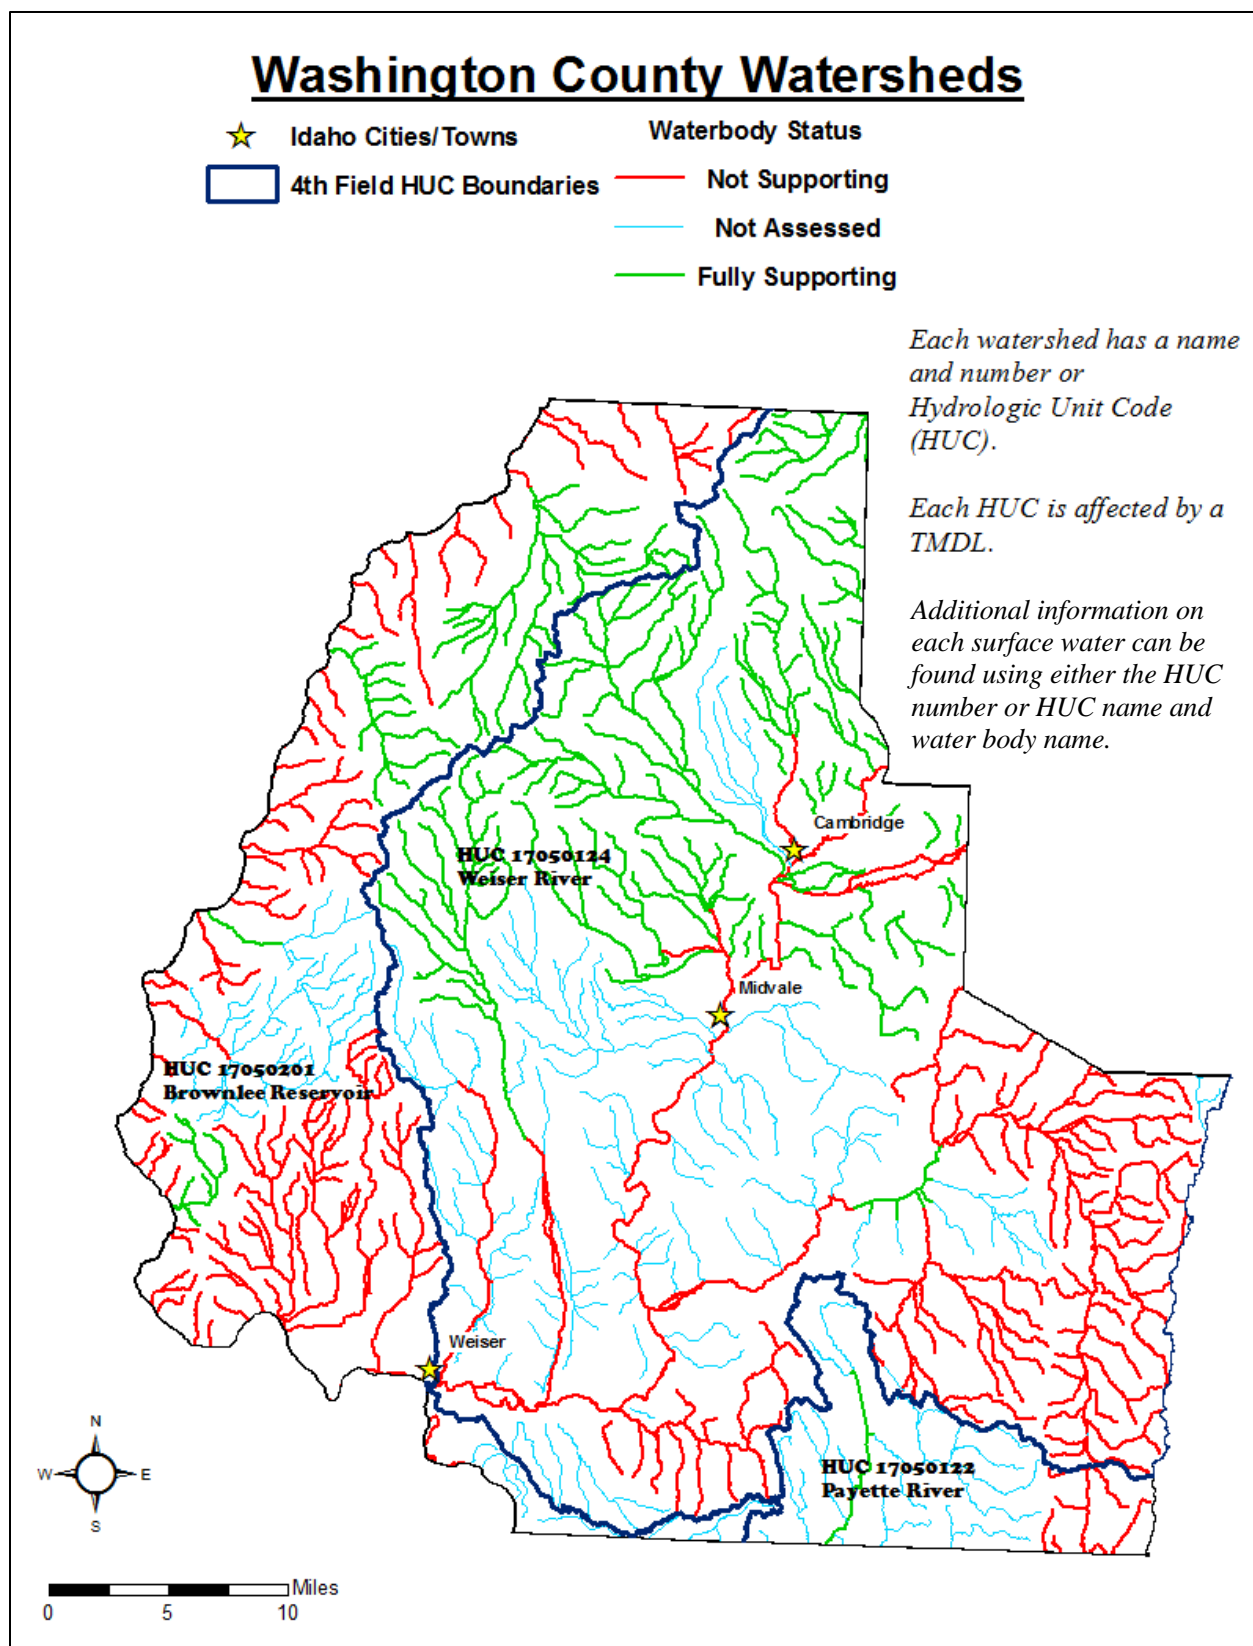 Washington County Watersheds
Idaho Cities/Towns
4th Field HUC Boundaries
Waterbody Status
Not Supporting
Not Assessed
Fully Supporting
Each watershed has a name
and number or
Hydrologic Unit Code
(HUC).
Each HUC is affected by a
TMDL.
Additional information on
each surface water can be
found using either the HUC
number or HUC name and
water body name.
Cambridge
HUC 17050124
Weiser River
Midvale
HUC 17050201
Brownlee Reservoir
Weiser
HUC 17050122
Payette River
N
W
E
S
Miles
0 5 10